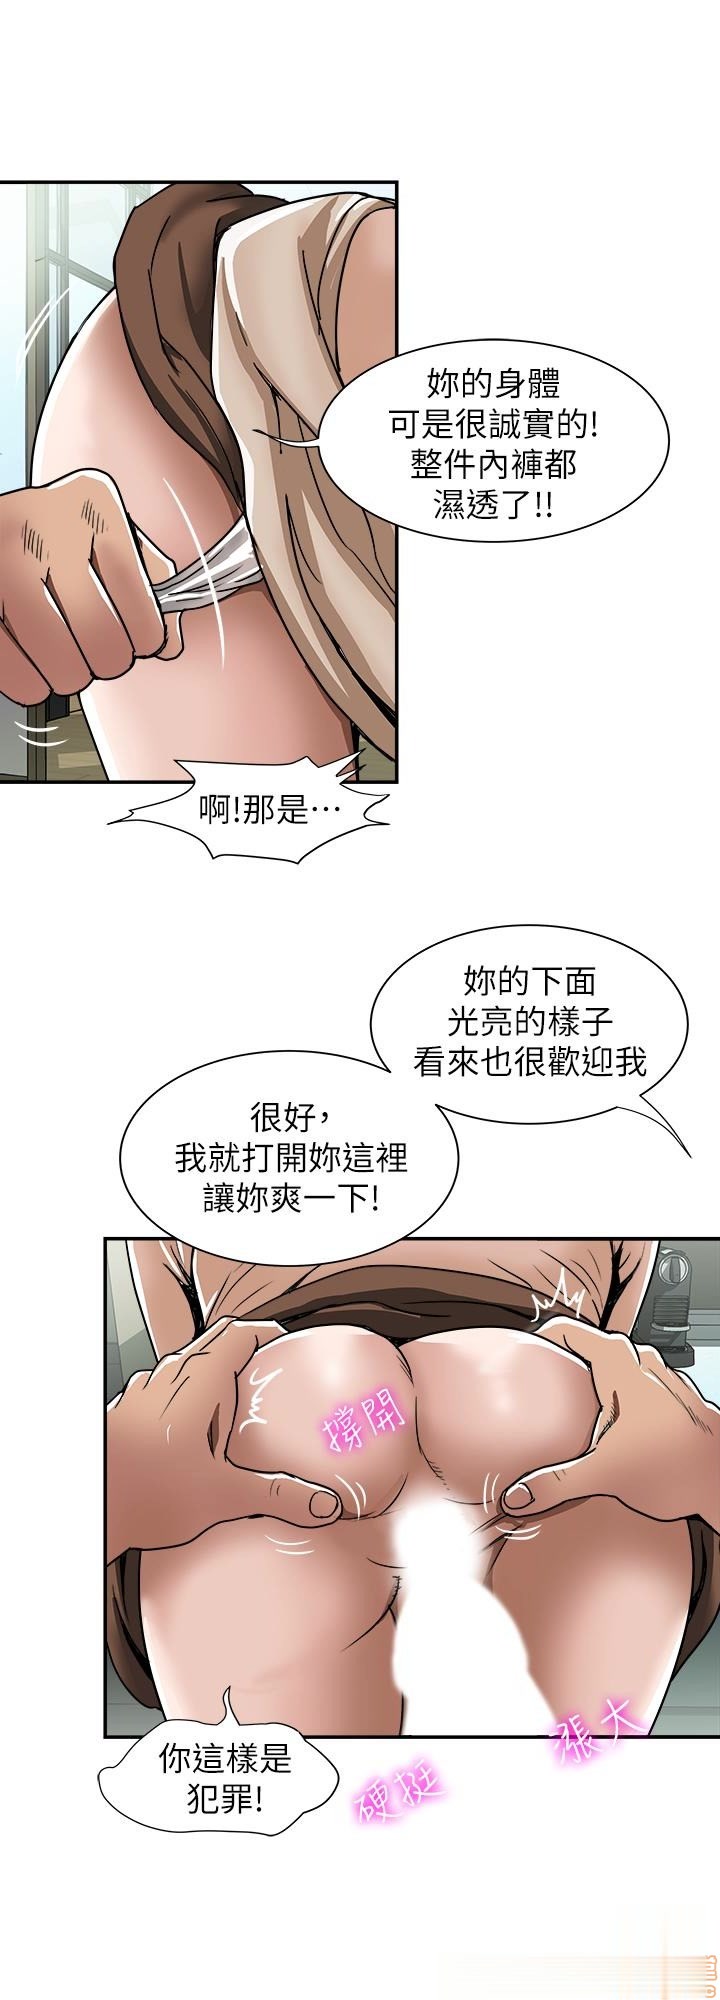 妳的身體
可是很誠實的!
整件內褲都
濕透了!!
啊!那是…
妳的下面
光亮的樣子
看來也很歡迎我
很好,
我就打開妳這裡
讓妳爽一下!
撐開
你這樣是
犯罪!
硬挺
漲大